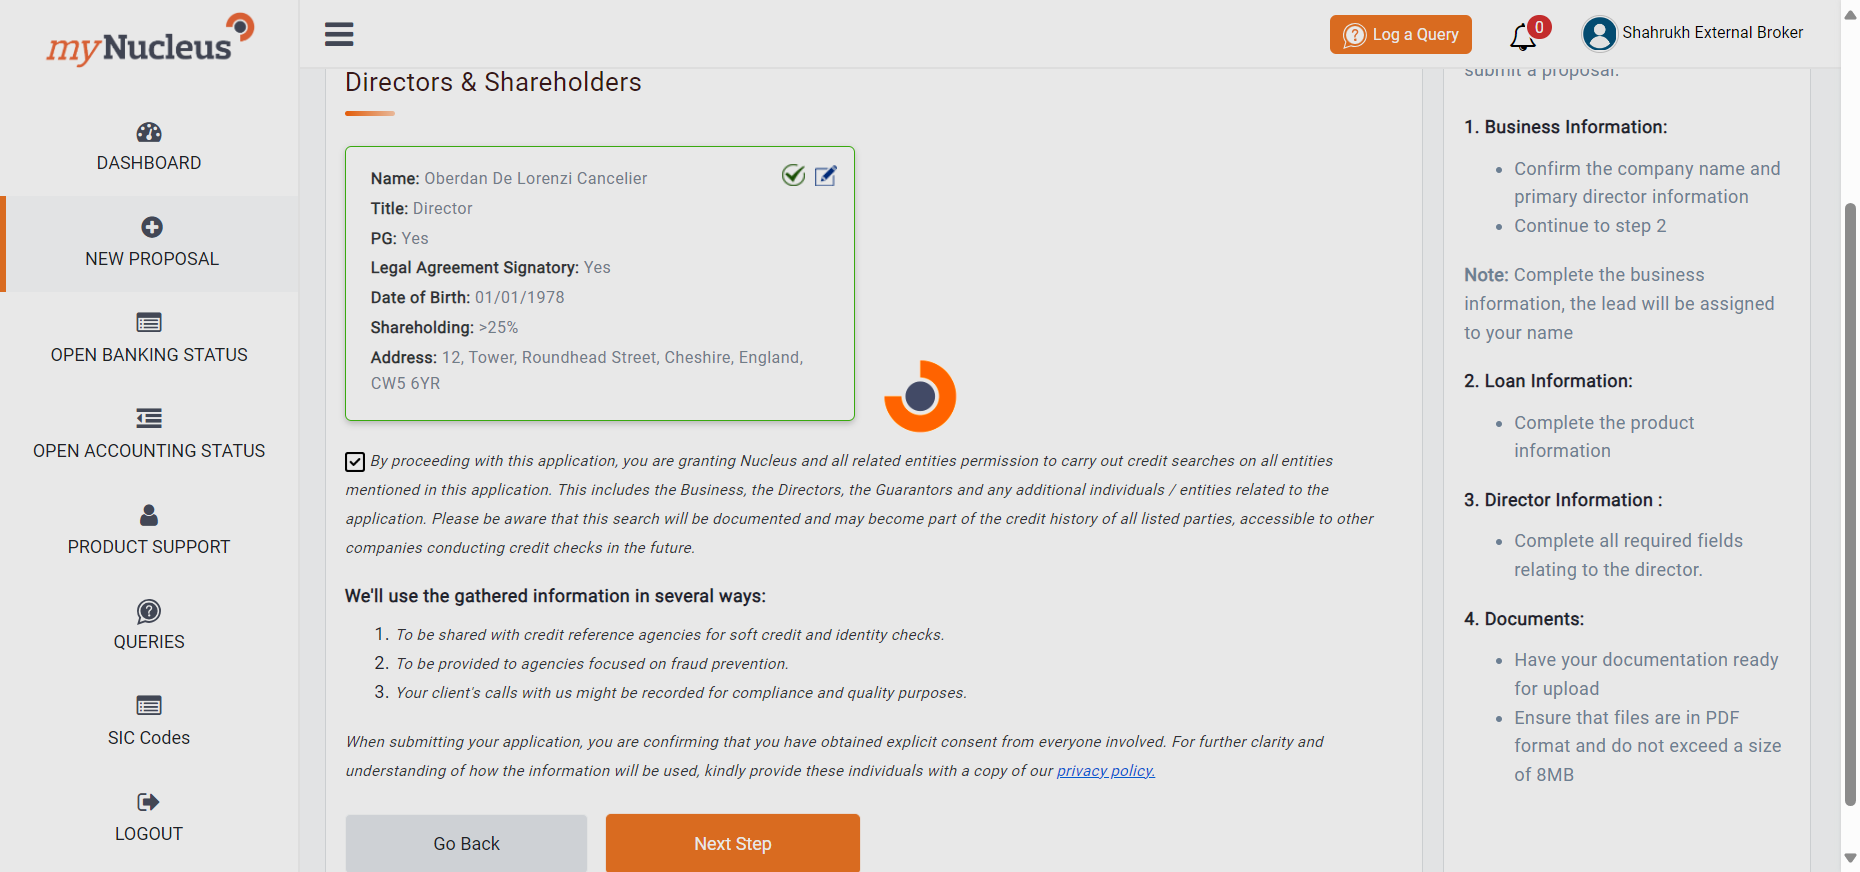 myNucleus
Log a Query
0
Shahrukh External Broker
DASHBOARD
NEW PROPOSAL
OPEN BANKING STATUS
OPEN ACCOUNTING STATUS
PRODUCT SUPPORT
QUERIES
SIC Codes
LOGOUT
Directors & Shareholders
Name: Oberdan De Lorenzi Cancelier
Title: Director
PG: Yes
Legal Agreement Signatory: Yes
Date of Birth: 01/01/1978
Shareholding: >25%
Address: 12, Tower, Roundhead Street, Cheshire, England,
CW5 6YR
By proceeding with this application, you are granting Nucleus and all related entities permission to carry out credit searches on all entities
mentioned in this application. This includes the Business, the Directors, the Guarantors and any additional individuals / entities related to the
application. Please be aware that this search will be documented and may become part of the credit history of all listed parties, accessible to other
companies conducting credit checks in the future.
We'll use the gathered information in several ways:
1. To be shared with credit reference agencies for soft credit and identity checks.
2. To be provided to agencies focused on fraud prevention.
3. Your client's calls with us might be recorded for compliance and quality purposes.
When submitting your application, you are confirming that you have obtained explicit consent from everyone involved. For further clarity and
understanding of how the information will be used, kindly provide these individuals with a copy of our privacy policy.
Go Back
Next Step
submit a proposal.
1. Business Information:
• Confirm the company name and
primary director information
• Continue to step 2
Note: Complete the business
information, the lead will be assigned
to your name
2. Loan Information:
• Complete the product
information
3. Director Information :
• Complete all required fields
relating to the director.
4. Documents:
• Have your documentation ready
for upload
• Ensure that files are in PDF
format and do not exceed a size
of 8MB